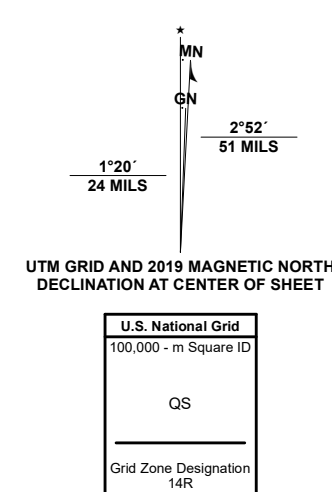 ★
MN
GN
2°52´
51 MILS
1°20´
24 MILS
UTM GRID AND 2019 MAGNETIC NORTH
DECLINATION AT CENTER OF SHEET
U.S. National Grid
100,000 - m Square ID
QS
Grid Zone Designation
14R